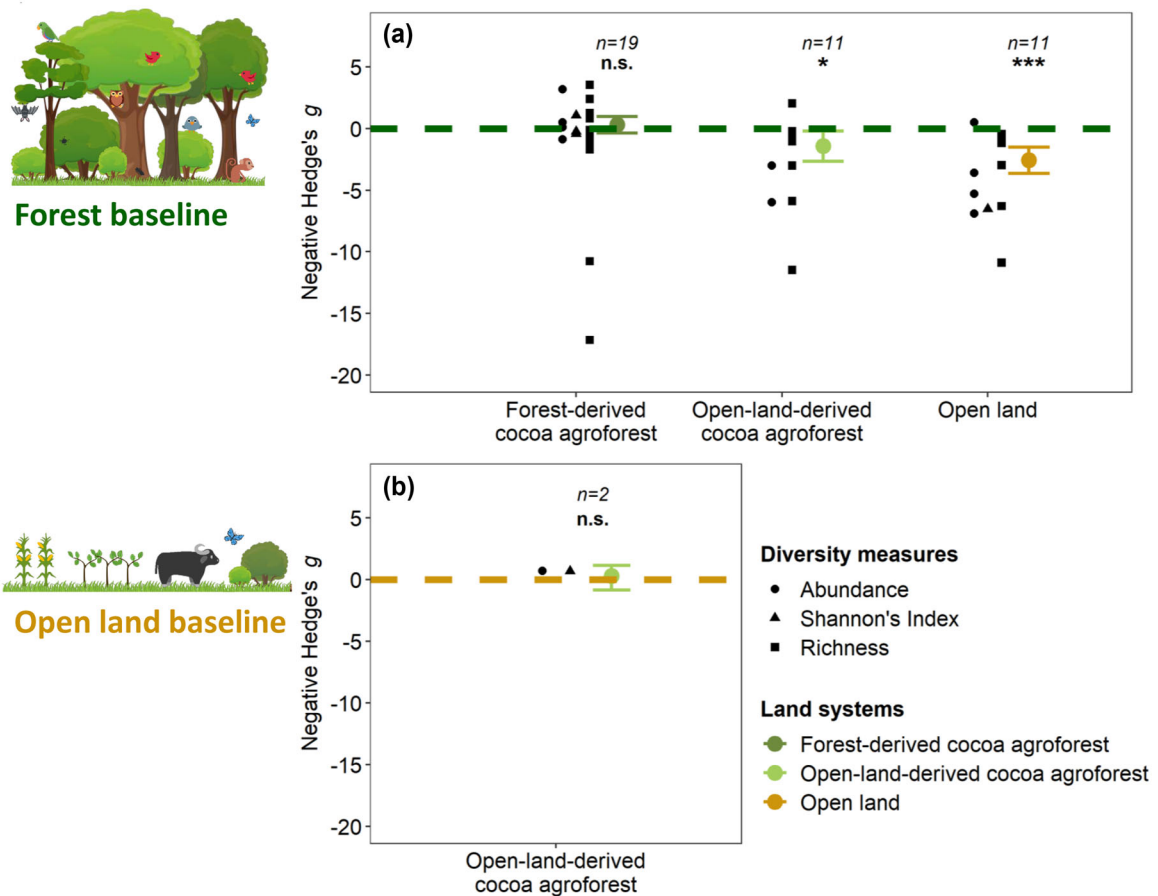 (a)
n=19
n.s.
n=11
*
n=11
***
Forest baseline
Negative Hedge's g
5
0
-5
-10
-15
-20
Forest-derived
cocoa agroforest
Open-land-derived
cocoa agroforest
Open land
(b)
n=2
n.s.
Open land baseline
Negative Hedge's g
5
0
-5
-10
-15
-20
Open-land-derived
cocoa agroforest
Diversity measures
Abundance
Shannon's Index
Richness
Land systems
Forest-derived cocoa agroforest
Open-land-derived cocoa agroforest
Open land